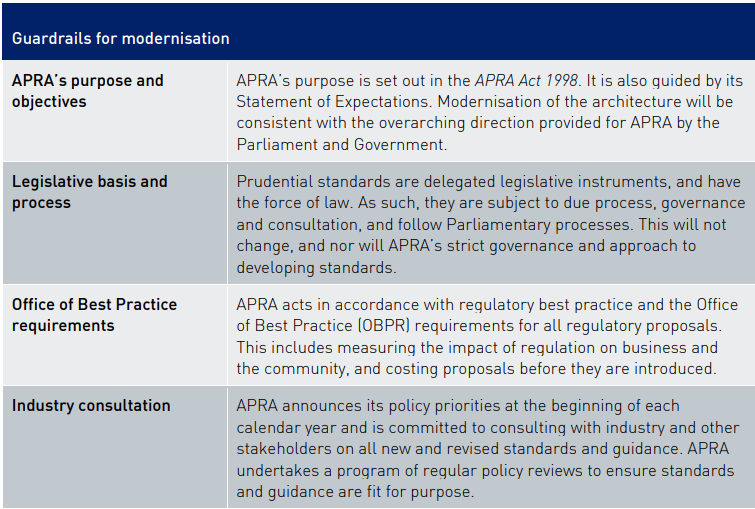 Guardrails for modernisation
APRA's purpose and
objectives
APRA's purpose is set out in the APRA Act 1998. It is also guided by its
Statement of Expectations. Modernisation of the architecture will be
consistent with the overarching direction provided for APRA by the
Parliament and Government.
Legislative basis and
process
Prudential standards are delegated legislative instruments, and have
the force of law. As such, they are subject to due process, governance
and consultation, and follow Parliamentary processes. This will not
change, and nor will APRA's strict governance and approach to
developing standards.
Office of Best Practice
requirements
APRA acts in accordance with regulatory best practice and the Office
of Best Practice (OBPR) requirements for all regulatory proposals.
This includes measuring the impact of regulation on business and
the community, and costing proposals before they are introduced.
Industry consultation
APRA announces its policy priorities at the beginning of each
calendar year and is committed to consulting with industry and other
stakeholders on all new and revised standards and guidance. APRA
undertakes a program of regular policy reviews to ensure standards
and guidance are fit for purpose.